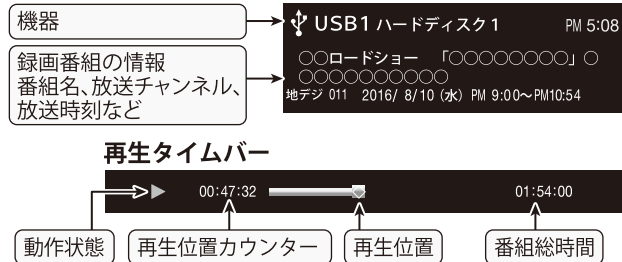 機器
USB1 ハードディスク1 PM 5:08
録画番組の情報
番組名、放送チャンネル、
放送時刻など
○○ロードショー 「○○○○○○○○」○
○○○○○○○○○○
地デジ 011 2016/ 8/10 (水) PM 9:00~PM10:54
再生タイムバー
00:47:32 01:54:00
動作状態 再生位置カウンター 再生位置 番組総時間